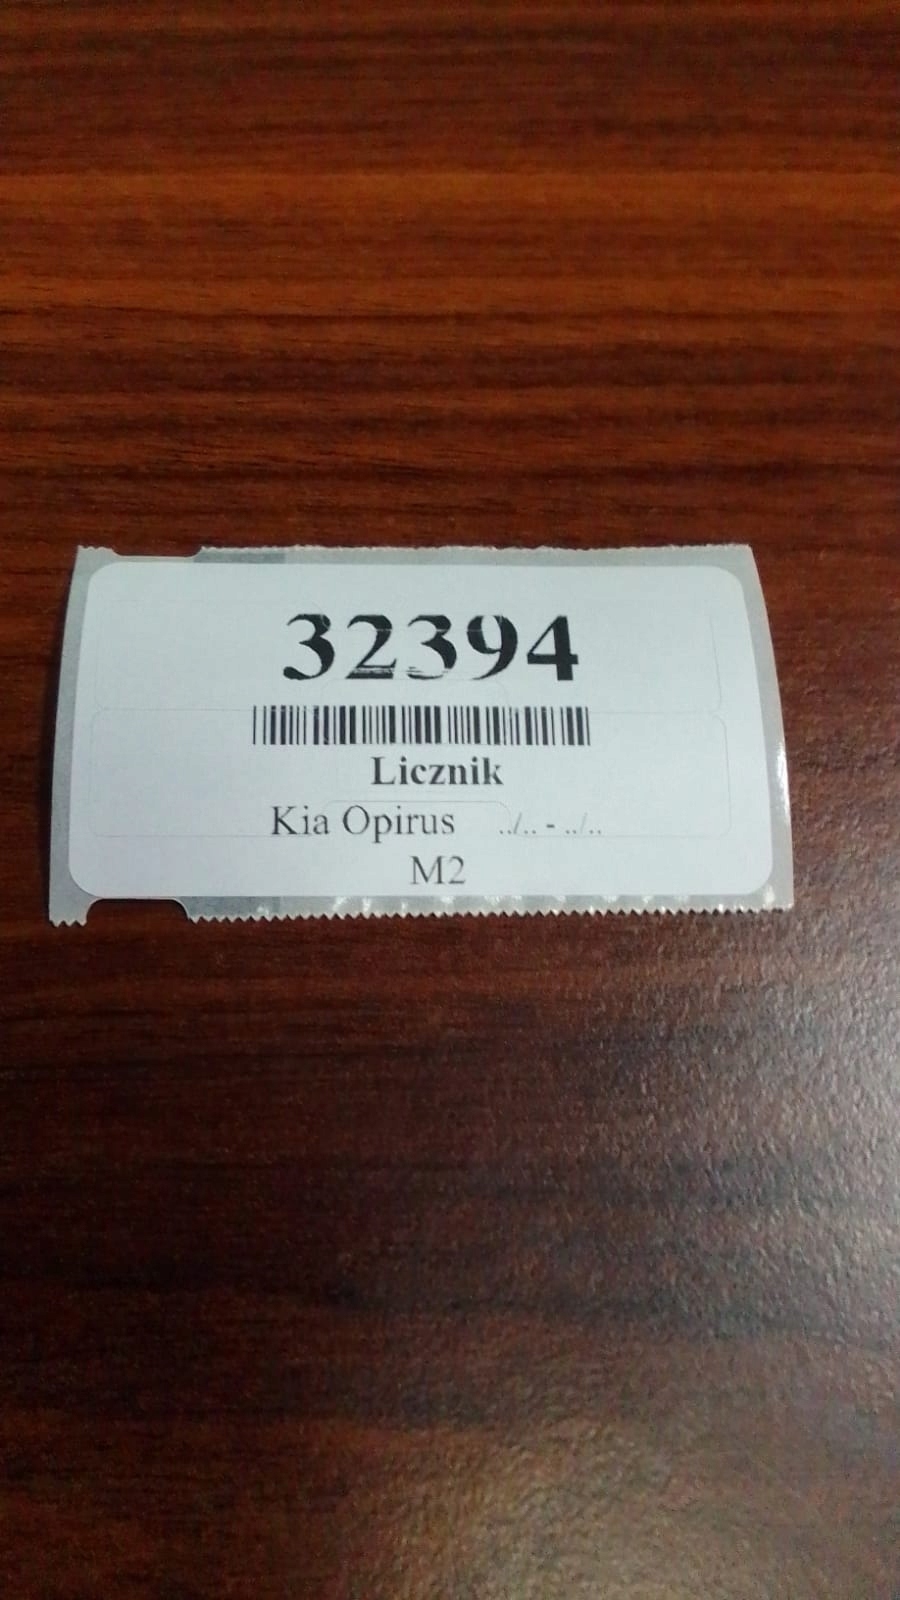 32394
Licznik
Kia Opirus ../.. - ../..
M2